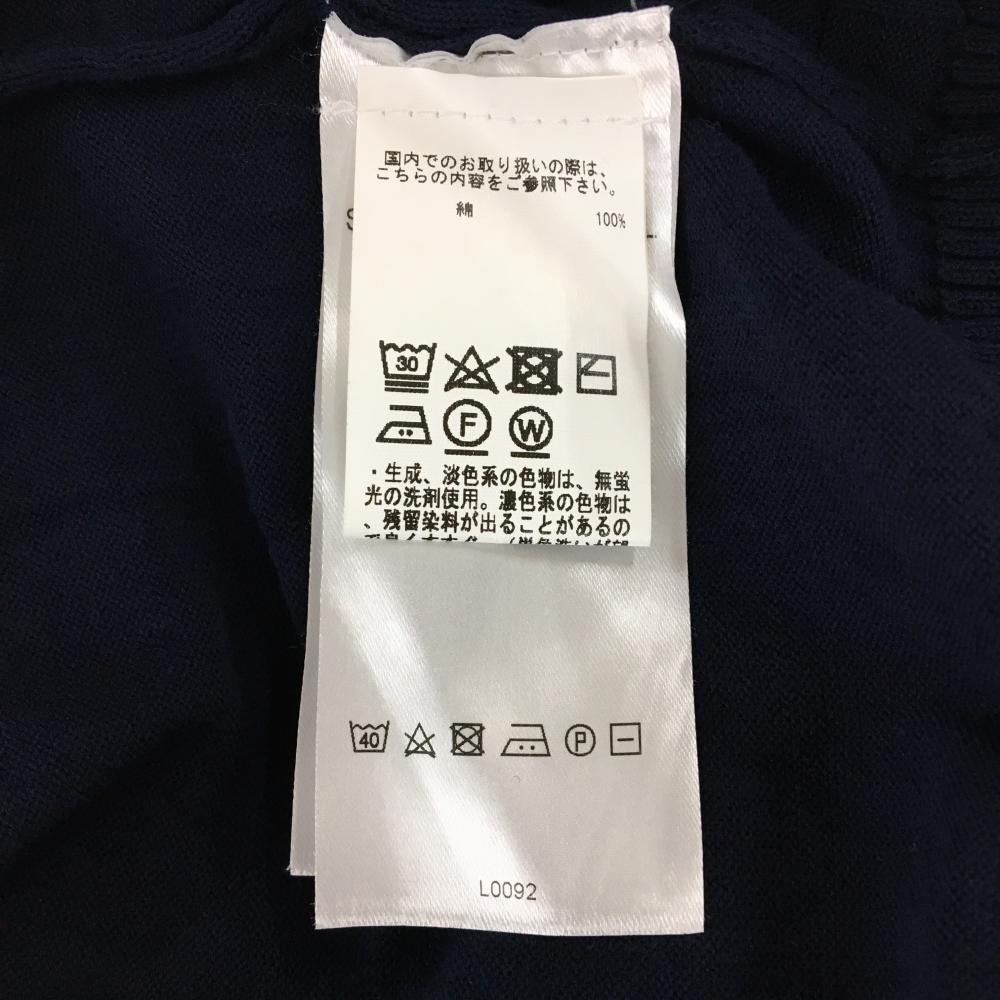 国内でのお取り扱いの際は、
こちらの内容をご参照下さい。
綿 100%
S L
30
F W
・生成、淡色系の色物は、無蛍
光の洗剤使用。濃色系の色物は
、残留染料が出ることがあるの
40 P
L0092